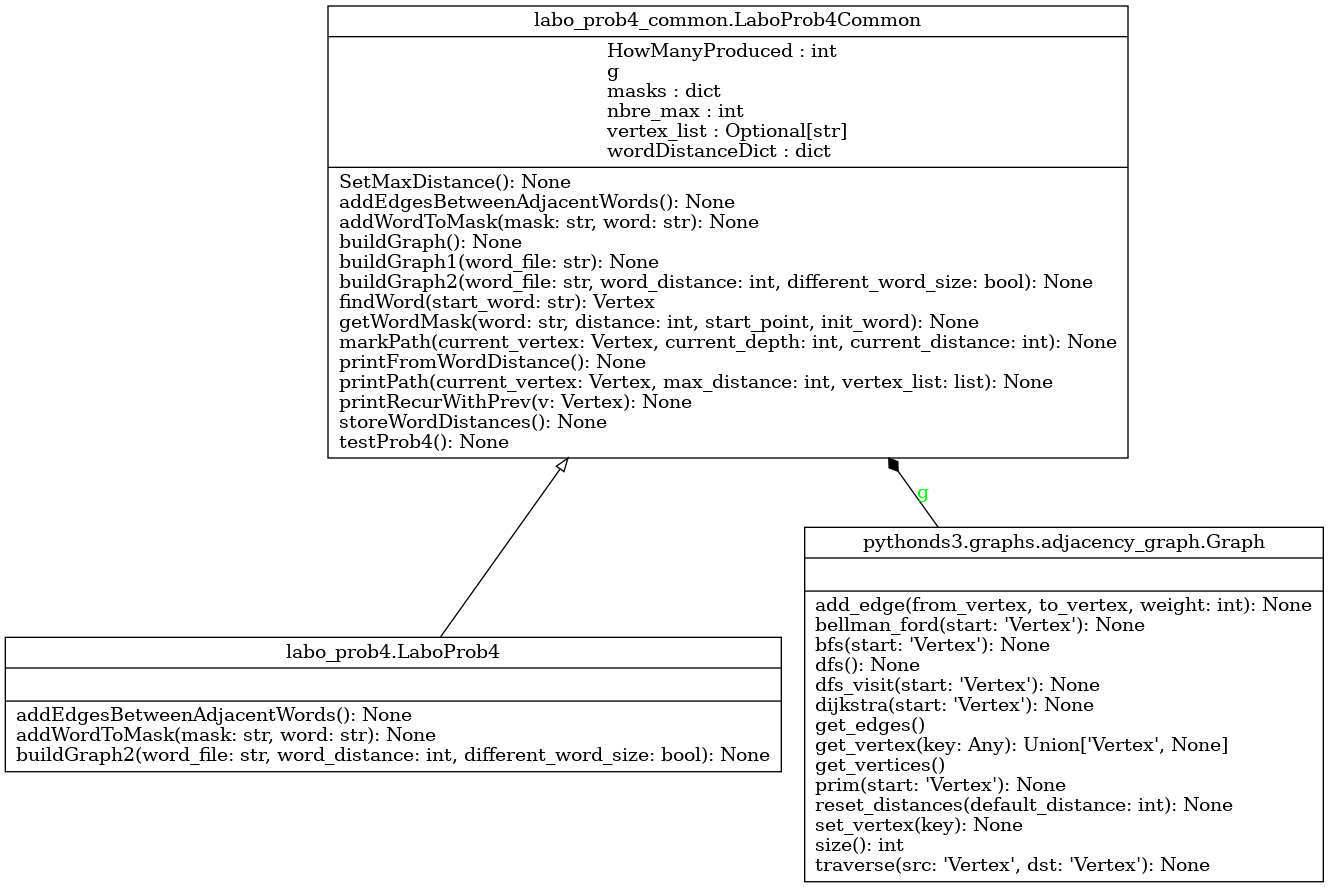 labo_prob4_common.LaboProb4Common
HowManyProduced : int
g
masks : dict
nbre_max : int
vertex_list : Optional[str]
wordDistanceDict : dict
SetMaxDistance(): None
addEdgesBetweenAdjacentWords(): None
addWordToMask(mask: str, word: str): None
buildGraph(): None
buildGraph1(word_file: str): None
buildGraph2(word_file: str, word_distance: int, different_word_size: bool): None
findWord(start_word: str): Vertex
getWordMask(word: str, distance: int, start_point, init_word): None
markPath(current_vertex: Vertex, current_depth: int, current_distance: int): None
printFromWordDistance(): None
printPath(current_vertex: Vertex, max_distance: int, vertex_list: list): None
printRecurWithPrev(v: Vertex): None
storeWordDistances(): None
testProb4(): None
g
labo_prob4.LaboProb4
addEdgesBetweenAdjacentWords(): None
addWordToMask(mask: str, word: str): None
buildGraph2(word_file: str, word_distance: int, different_word_size: bool): None
pythonds3.graphs.adjacency_graph.Graph
add_edge(from_vertex, to_vertex, weight: int): None
bellman_ford(start: 'Vertex'): None
bfs(start: 'Vertex'): None
dfs(): None
dfs_visit(start: 'Vertex'): None
dijkstra(start: 'Vertex'): None
get_edges()
get_vertex(key: Any): Union['Vertex', None]
get_vertices()
prim(start: 'Vertex'): None
reset_distances(default_distance: int): None
set_vertex(key): None
size(): int
traverse(src: 'Vertex', dst: 'Vertex'): None